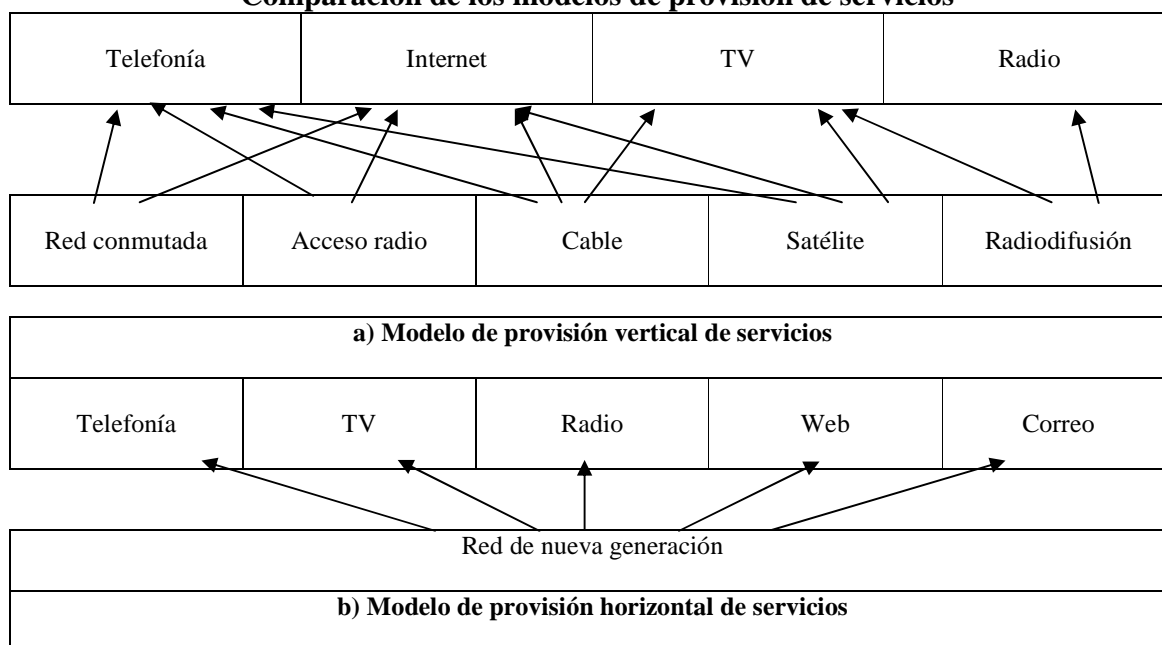 Comparación de los modelos de provisión de servicios
Telefonía Internet TV Radio
Red conmutada Acceso radio Cable Satélite Radiodifusión
a) Modelo de provisión vertical de servicios
Telefonía TV Radio Web Correo
Red de nueva generación
b) Modelo de provisión horizontal de servicios